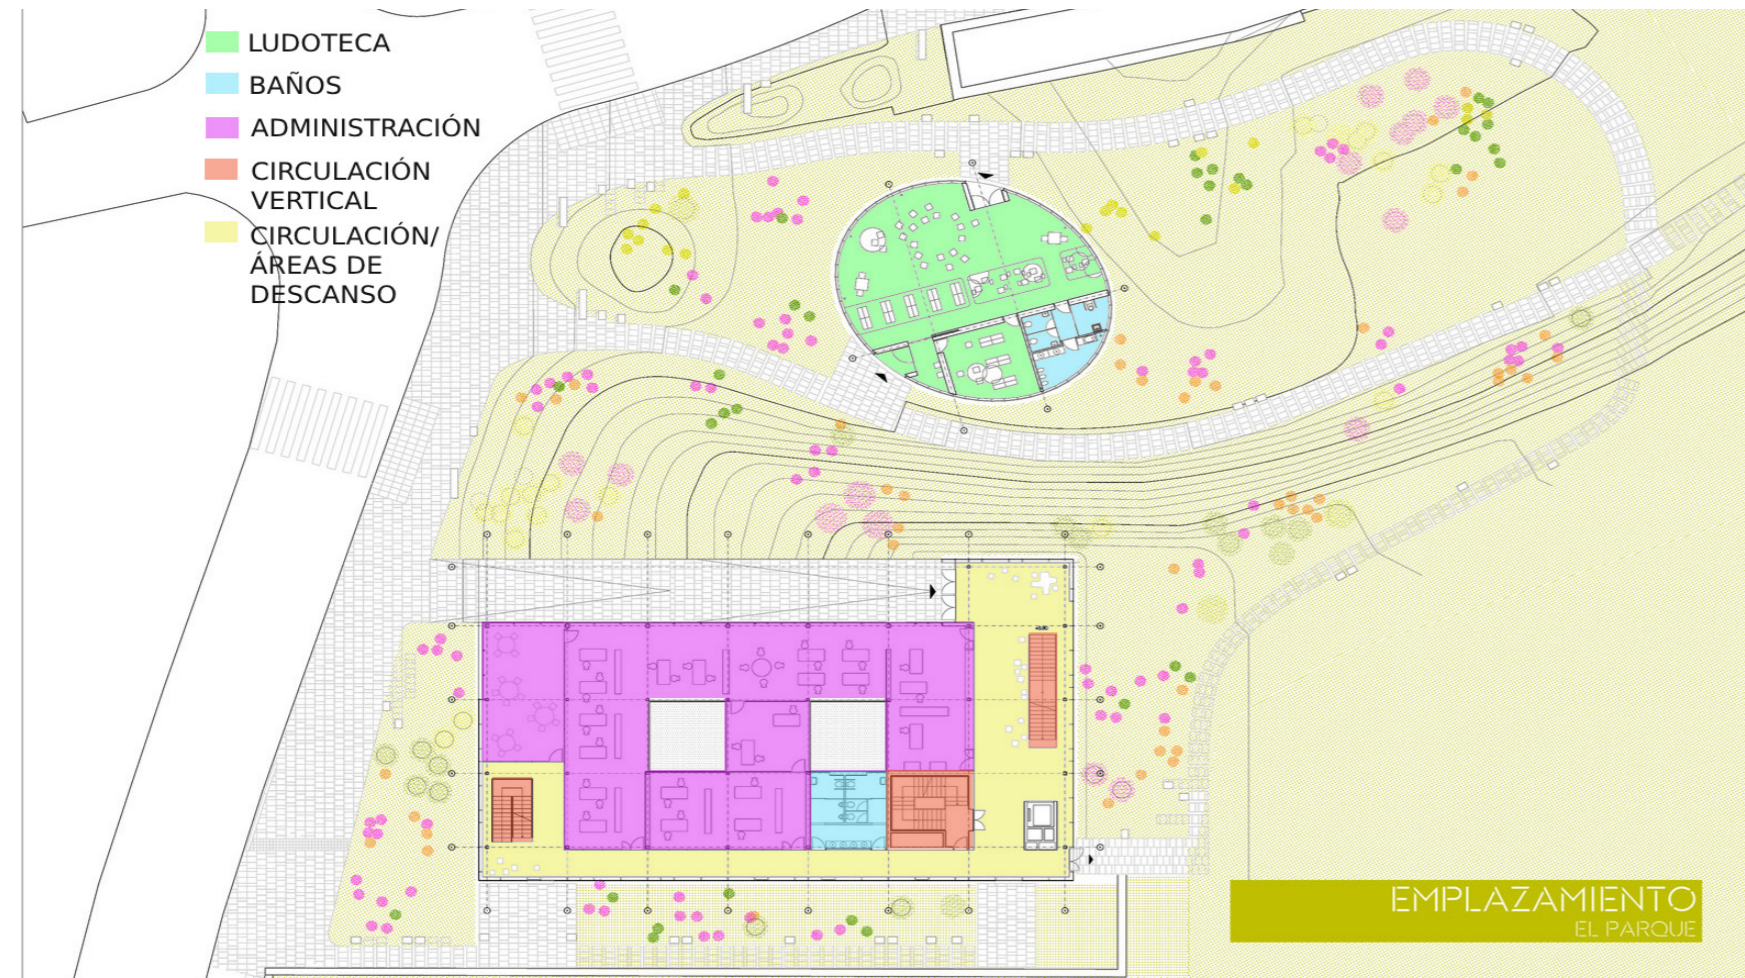 LUDOTECA
BAÑOS
ADMINISTRACIÓN
CIRCULACIÓN
VERTICAL
CIRCULACIÓN/
ÁREAS DE
DESCANSO
EMPLAZAMIENTO
EL PARQUE